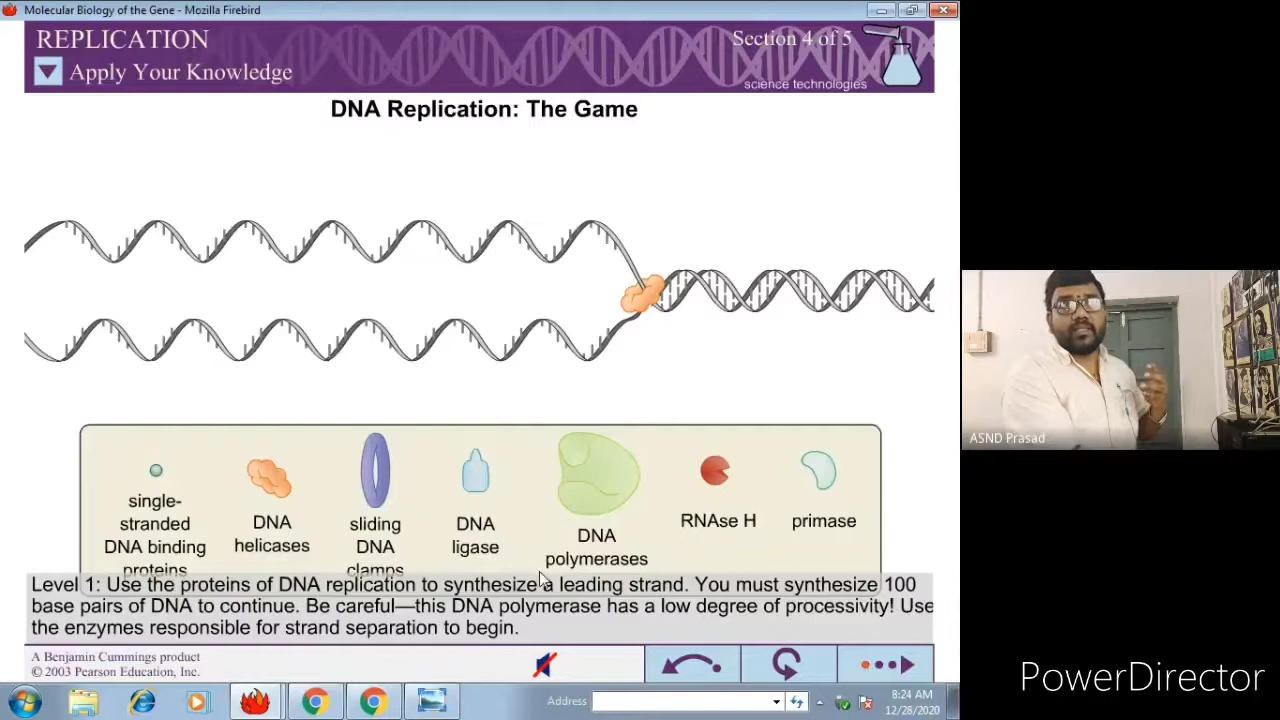 Molecular Biology of the Gene - Mozilla Firebird
REPLICATION
Section 4 of 5
Apply Your Knowledge
science technologies
DNA Replication: The Game
ASND Prasad
single-
stranded
DNA binding
proteins
DNA
helicases
sliding
DNA
clamps
DNA
ligase
DNA
polymerases
RNAse H
primase
Level 1: Use the proteins of DNA replication to synthesize a leading strand. You must synthesize 100
base pairs of DNA to continue. Be careful—this DNA polymerase has a low degree of processivity! Use
the enzymes responsible for strand separation to begin.
A Benjamin Cummings product
© 2003 Pearson Education, Inc.
PowerDirector
Address
8:24 AM
12/28/2020